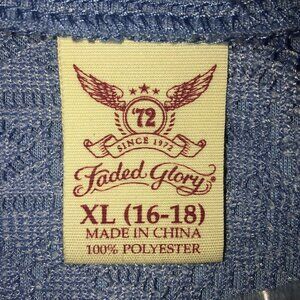 '72
SINCE 1972
Faded Glory
XL (16-18)
MADE IN CHINA
100% POLYESTER